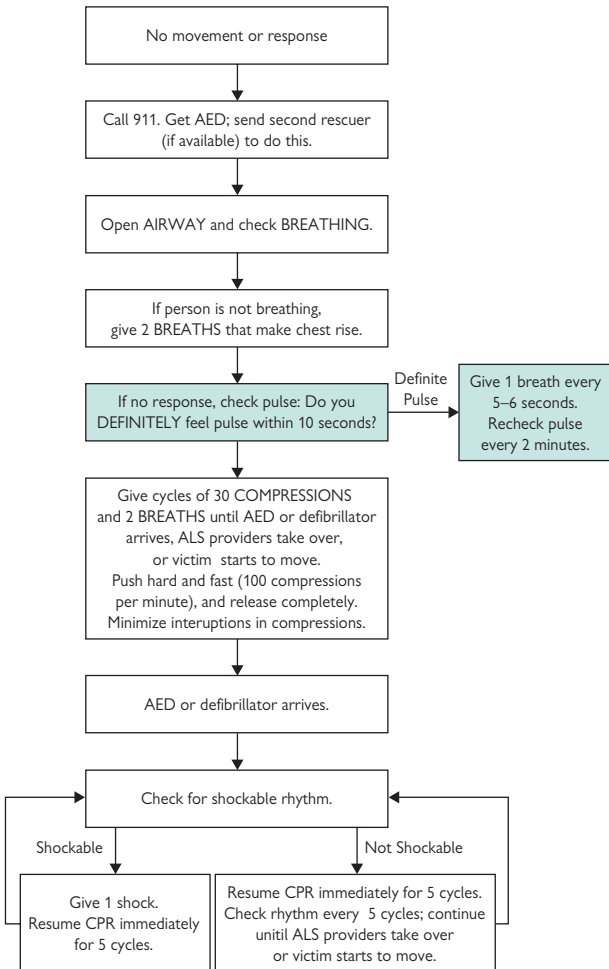 No movement or response
Call 911. Get AED; send second rescuer
(if available) to do this.
Open AIRWAY and check BREATHING.
If person is not breathing,
give 2 BREATHS that make chest rise.
If no response, check pulse: Do you
DEFINITELY feel pulse within 10 seconds?
Definite
Pulse
Give 1 breath every
5–6 seconds.
Recheck pulse
every 2 minutes.
Give cycles of 30 COMPRESSIONS
and 2 BREATHS until AED or defibrillator
arrives, ALS providers take over,
or victim starts to move.
Push hard and fast (100 compressions
per minute), and release completely.
Minimize interuptions in compressions.
AED or defibrillator arrives.
Check for shockable rhythm.
Shockable
Not Shockable
Give 1 shock.
Resume CPR immediately
for 5 cycles.
Resume CPR immediately for 5 cycles.
Check rhythm every 5 cycles; continue
unitil ALS providers take over
or victim starts to move.